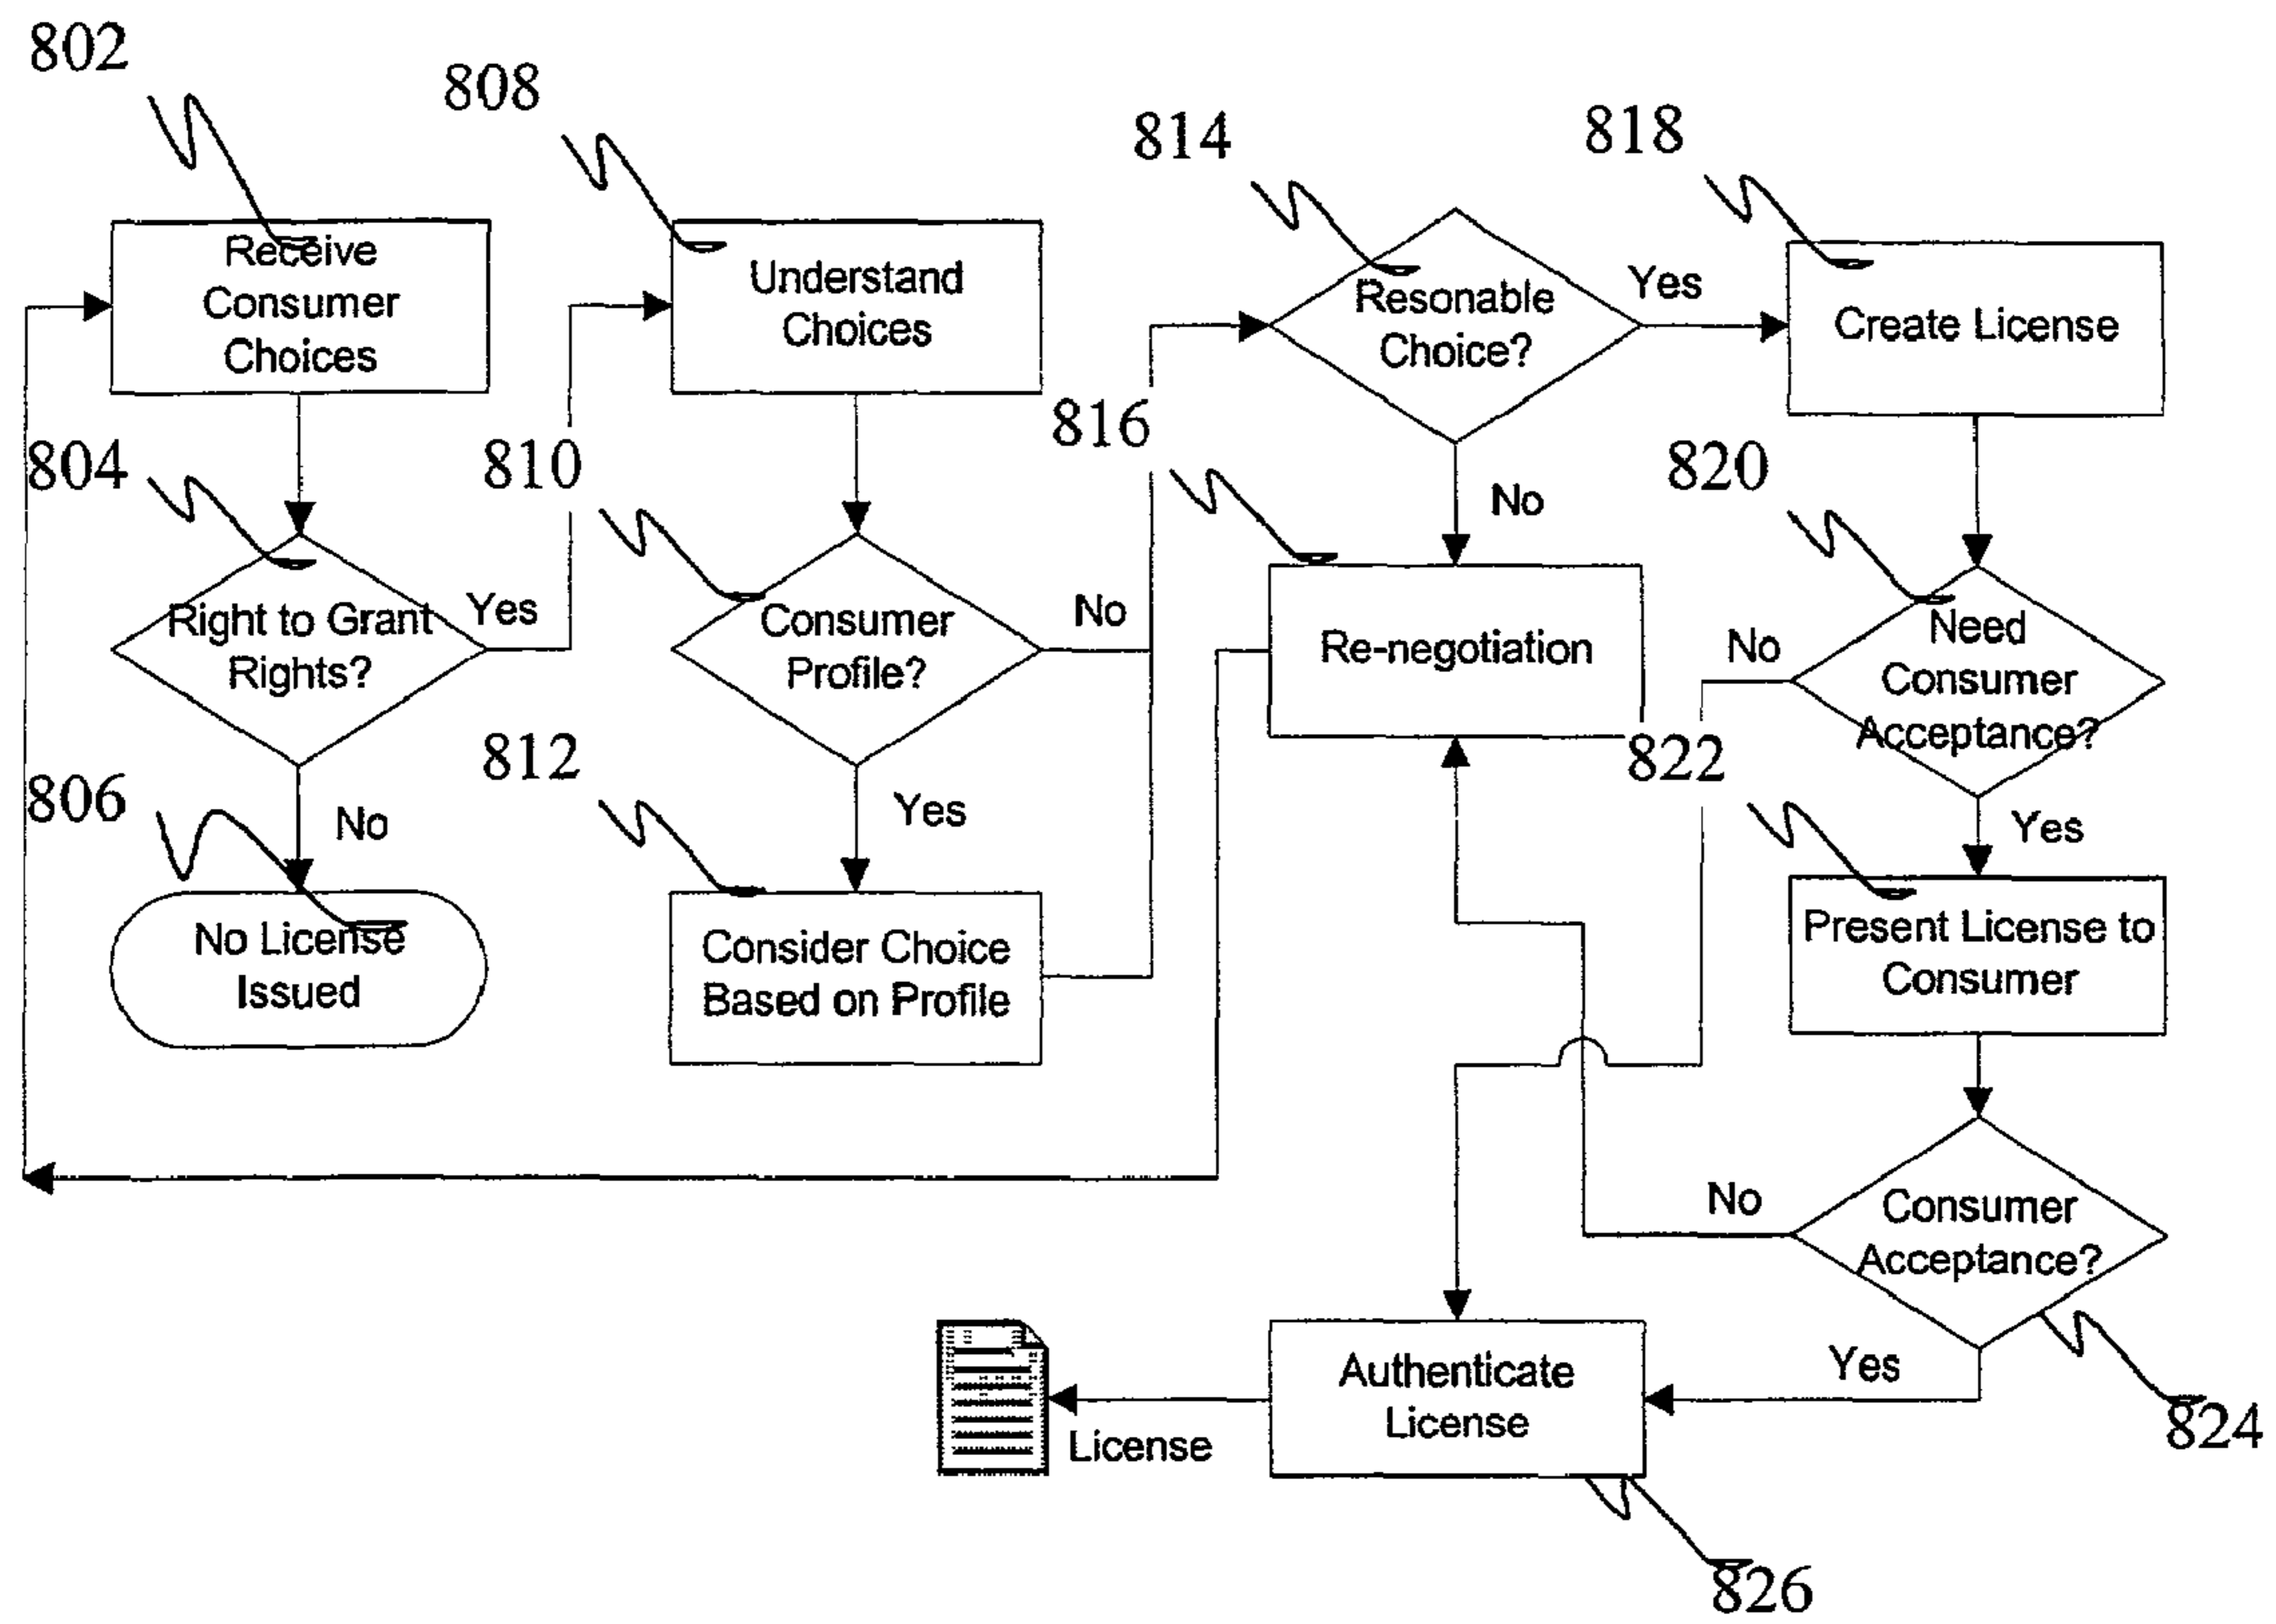 802
Receive
Consumer
Choices
804
Right to Grant
Rights?
Yes
No
806
No License
Issued
808
Understand
Choices
810
Consumer
Profile?
No
Yes
812
Consider Choice
Based on Profile
814
Resonable
Choice?
Yes
No
816
Re-negotiation
818
Create License
820
Need
Consumer
Acceptance?
No
Yes
822
Present License to
Consumer
Consumer
Acceptance?
No
Yes
824
Authenticate
License
826
License